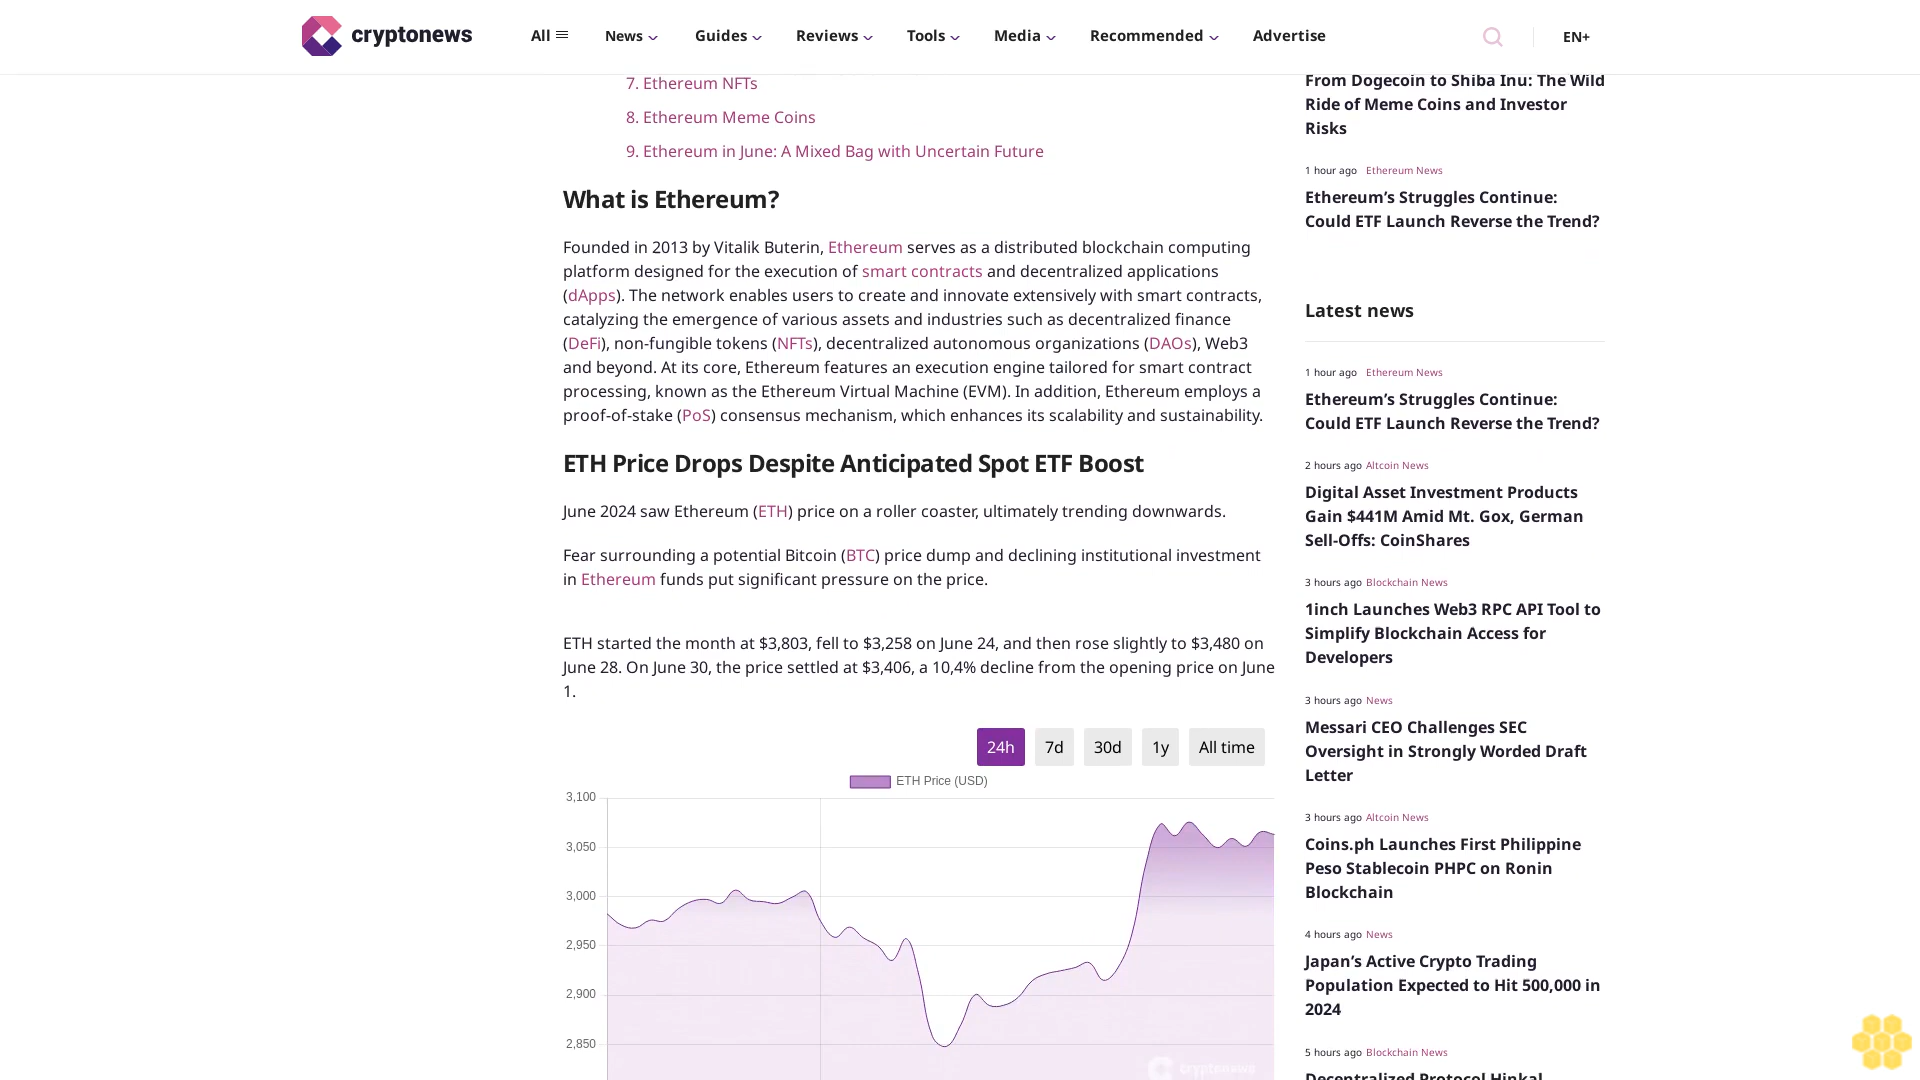 cryptonews
All
News
Guides
Reviews
Tools
Media
Recommended
Advertise
EN+
7. Ethereum NFTs
8. Ethereum Meme Coins
9. Ethereum in June: A Mixed Bag with Uncertain Future
What is Ethereum?
Founded in 2013 by Vitalik Buterin, Ethereum serves as a distributed blockchain computing
platform designed for the execution of smart contracts and decentralized applications
(dApps). The network enables users to create and innovate extensively with smart contracts,
catalyzing the emergence of various assets and industries such as decentralized finance
(DeFi), non-fungible tokens (NFTs), decentralized autonomous organizations (DAOs), Web3
and beyond. At its core, Ethereum features an execution engine tailored for smart contract
processing, known as the Ethereum Virtual Machine (EVM). In addition, Ethereum employs a
proof-of-stake (PoS) consensus mechanism, which enhances its scalability and sustainability.
ETH Price Drops Despite Anticipated Spot ETF Boost
June 2024 saw Ethereum (ETH) price on a roller coaster, ultimately trending downwards.
Fear surrounding a potential Bitcoin (BTC) price dump and declining institutional investment
in Ethereum funds put significant pressure on the price.
ETH started the month at $3,803, fell to $3,258 on June 24, and then rose slightly to $3,480 on
June 28. On June 30, the price settled at $3,406, a 10,4% decline from the opening price on June
1.
24h
7d
30d
1y
All time
ETH Price (USD)
3,100
3,050
3,000
2,950
2,900
2,850
cryptonews
From Dogecoin to Shiba Inu: The Wild
Ride of Meme Coins and Investor
Risks
1 hour ago Ethereum News
Ethereum’s Struggles Continue:
Could ETF Launch Reverse the Trend?
Latest news
1 hour ago Ethereum News
Ethereum’s Struggles Continue:
Could ETF Launch Reverse the Trend?
2 hours ago Altcoin News
Digital Asset Investment Products
Gain $441M Amid Mt. Gox, German
Sell-Offs: CoinShares
3 hours ago Blockchain News
1inch Launches Web3 RPC API Tool to
Simplify Blockchain Access for
Developers
3 hours ago News
Messari CEO Challenges SEC
Oversight in Strongly Worded Draft
Letter
3 hours ago Altcoin News
Coins.ph Launches First Philippine
Peso Stablecoin PHPC on Ronin
Blockchain
4 hours ago News
Japan’s Active Crypto Trading
Population Expected to Hit 500,000 in
2024
5 hours ago Blockchain News
Decentralized Protocol Hinkal